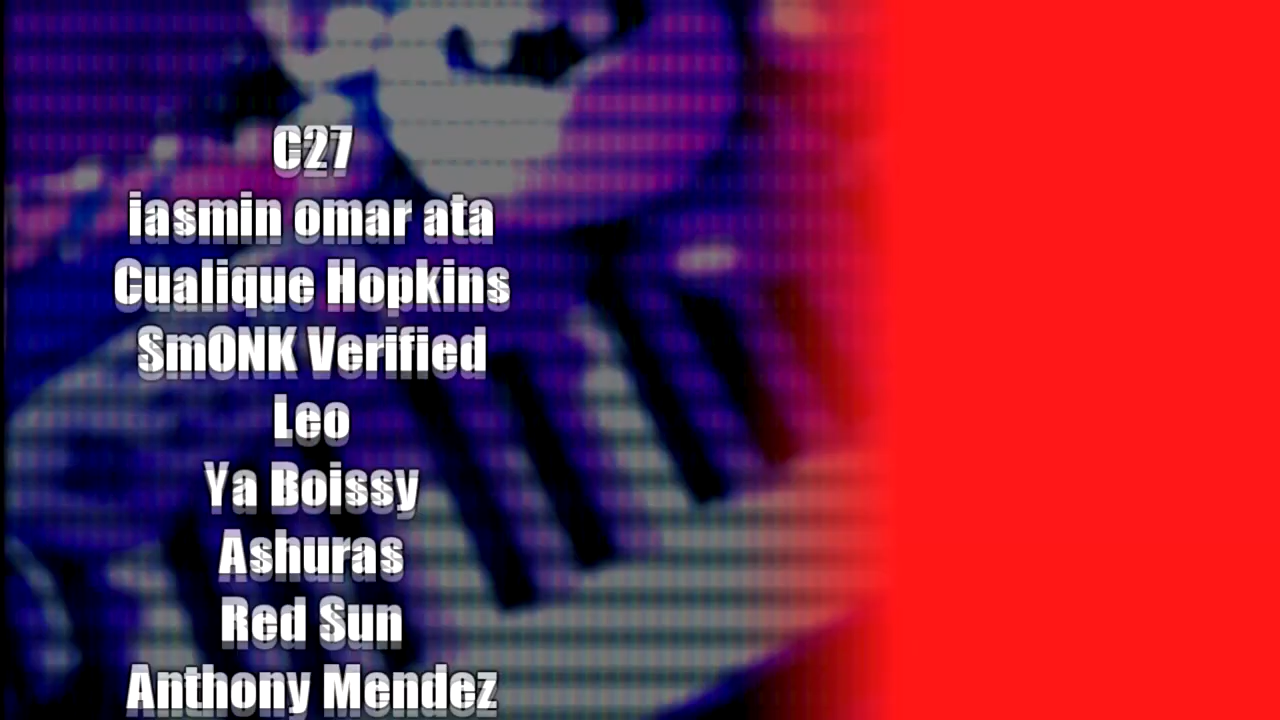 C27
iasmin omar ata
Cualique Hopkins
SmONK Verified
Leo
Ya Boissy
Ashuras
Red Sun
Anthony Mendez